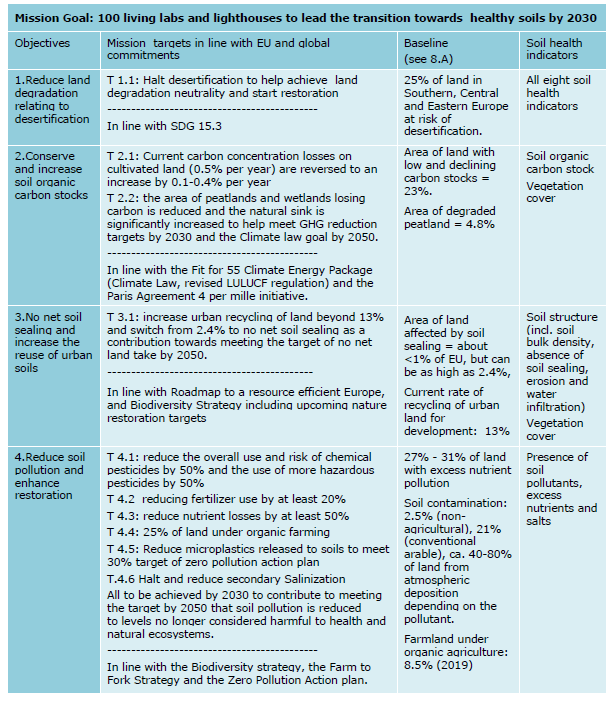 Mission Goal: 100 living labs and lighthouses to lead the transition towards healthy soils by 2030
Objectives
Mission targets in line with EU and global
commitments
Baseline
(see 8.A)
Soil health
indicators
1.Reduce land
degradation
relating to
desertification
T 1.1: Halt desertification to help achieve land
degradation neutrality and start restoration
--------------------------------------------
In line with SDG 15.3
25% of land in
Southern, Central
and Eastern Europe
at risk of
desertification.
All eight soil
health
indicators
2.Conserve
and increase
soil organic
carbon stocks
T 2.1: Current carbon concentration losses on
cultivated land (0.5% per year) are reversed to an
increase by 0.1-0.4% per year
T 2.2: the area of peatlands and wetlands losing
carbon is reduced and the natural sink is
significantly increased to help meet GHG reduction
targets by 2030 and the Climate law goal by 2050.
--------------------------------------------
In line with the Fit for 55 Climate Energy Package
(Climate Law, revised LULUCF regulation) and the
Paris Agreement 4 per mille initiative.
Area of land with
low and declining
carbon stocks =
23%.
Area of degraded
peatland = 4.8%
Soil organic
carbon stock
Vegetation
cover
3.No net soil
sealing and
increase the
reuse of urban
soils
T 3.1: increase urban recycling of land beyond 13%
and switch from 2.4% to no net soil sealing as a
contribution towards meeting the target of no net
land take by 2050.
-------------------------------------------
In line with Roadmap to a resource efficient Europe,
and Biodiversity Strategy including upcoming nature
restoration targets
Area of land
affected by soil
sealing = about
<1% of EU, but can
be as high as 2.4%,
Current rate of
recycling of urban
land for
development: 13%
Soil structure
(incl. soil
bulk density,
absence of
soil sealing,
erosion and
water
infiltration)
Vegetation
cover
4.Reduce soil
pollution and
enhance
restoration
T 4.1: reduce the overall use and risk of chemical
pesticides by 50% and the use of more hazardous
pesticides by 50%
T 4.2 reducing fertilizer use by at least 20%
T 4.3: reduce nutrient losses by at least 50%
T 4.4: 25% of land under organic farming
T 4.5: Reduce microplastics released to soils to meet
30% target of zero pollution action plan
T.4.6 Halt and reduce secondary Salinization
All to be achieved by 2030 to contribute to meeting
the target by 2050 that soil pollution is reduced
to levels no longer considered harmful to health and
natural ecosystems.
--------------------------------------------
In line with the Biodiversity strategy, the Farm to
Fork Strategy and the Zero Pollution Action plan.
27% - 31% of land
with excess nutrient
pollution
Soil contamination:
2.5% (non-
agricultural), 21%
(conventional
arable), ca. 40-80%
of land from
atmospheric
deposition
depending on the
pollutant.
Farmland under
organic agriculture:
8.5% (2019)
Presence of
soil
pollutants,
excess
nutrients and
salts